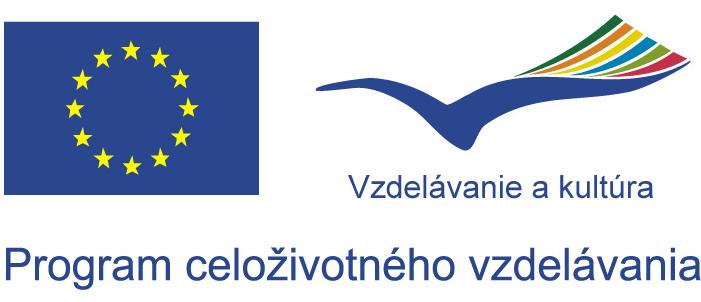 Vzdelávanie a kultúra
Program celoživotného vzdelávania